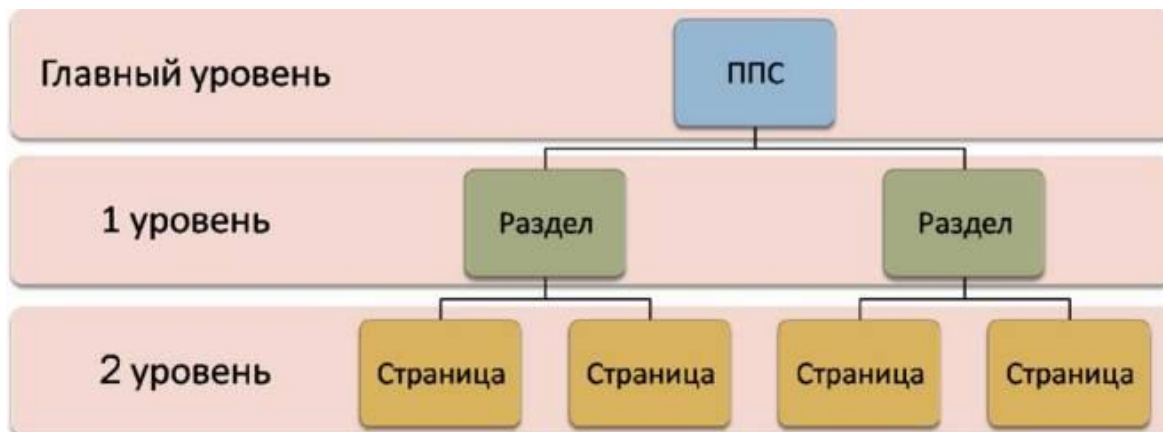 Главный уровень
ППС
1 уровень
Раздел
Раздел
2 уровень
Страница
Страница
Страница
Страница